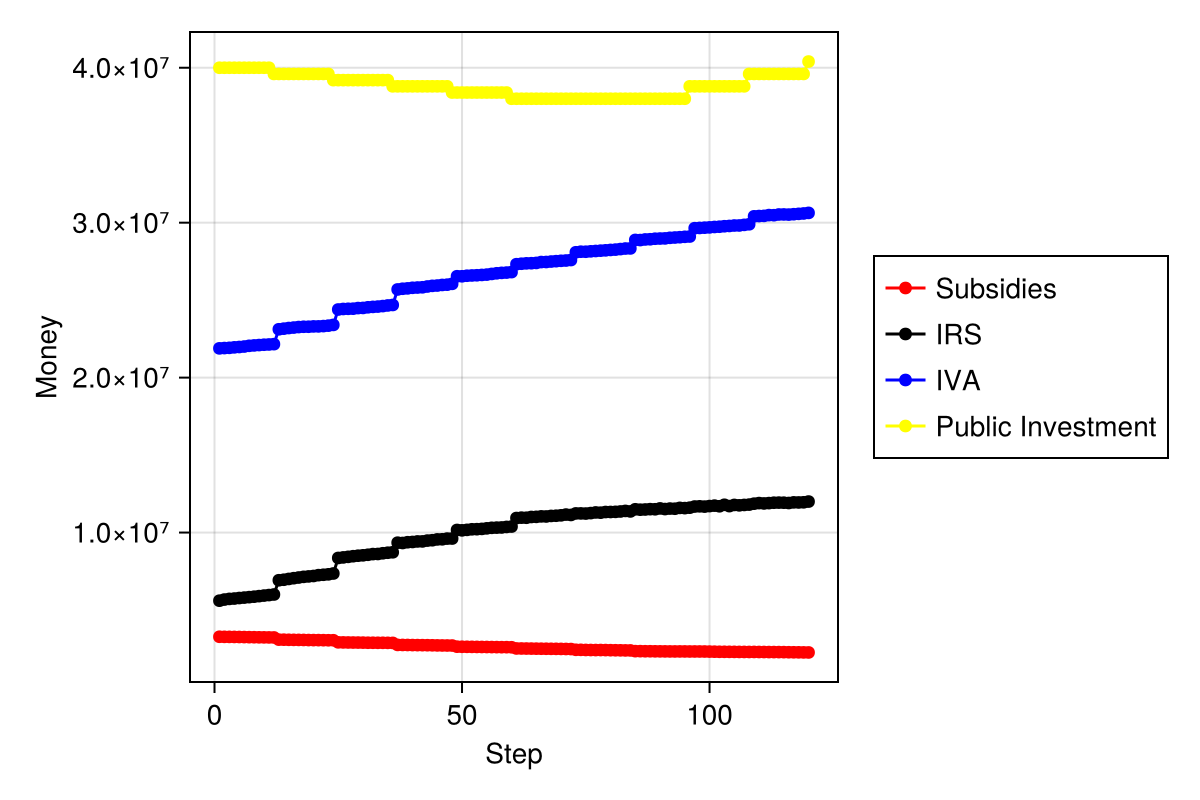 4.0×10⁷
3.0×10⁷
2.0×10⁷
1.0×10⁷
Money
0
50
100
Step
Subsidies
IRS
IVA
Public Investment